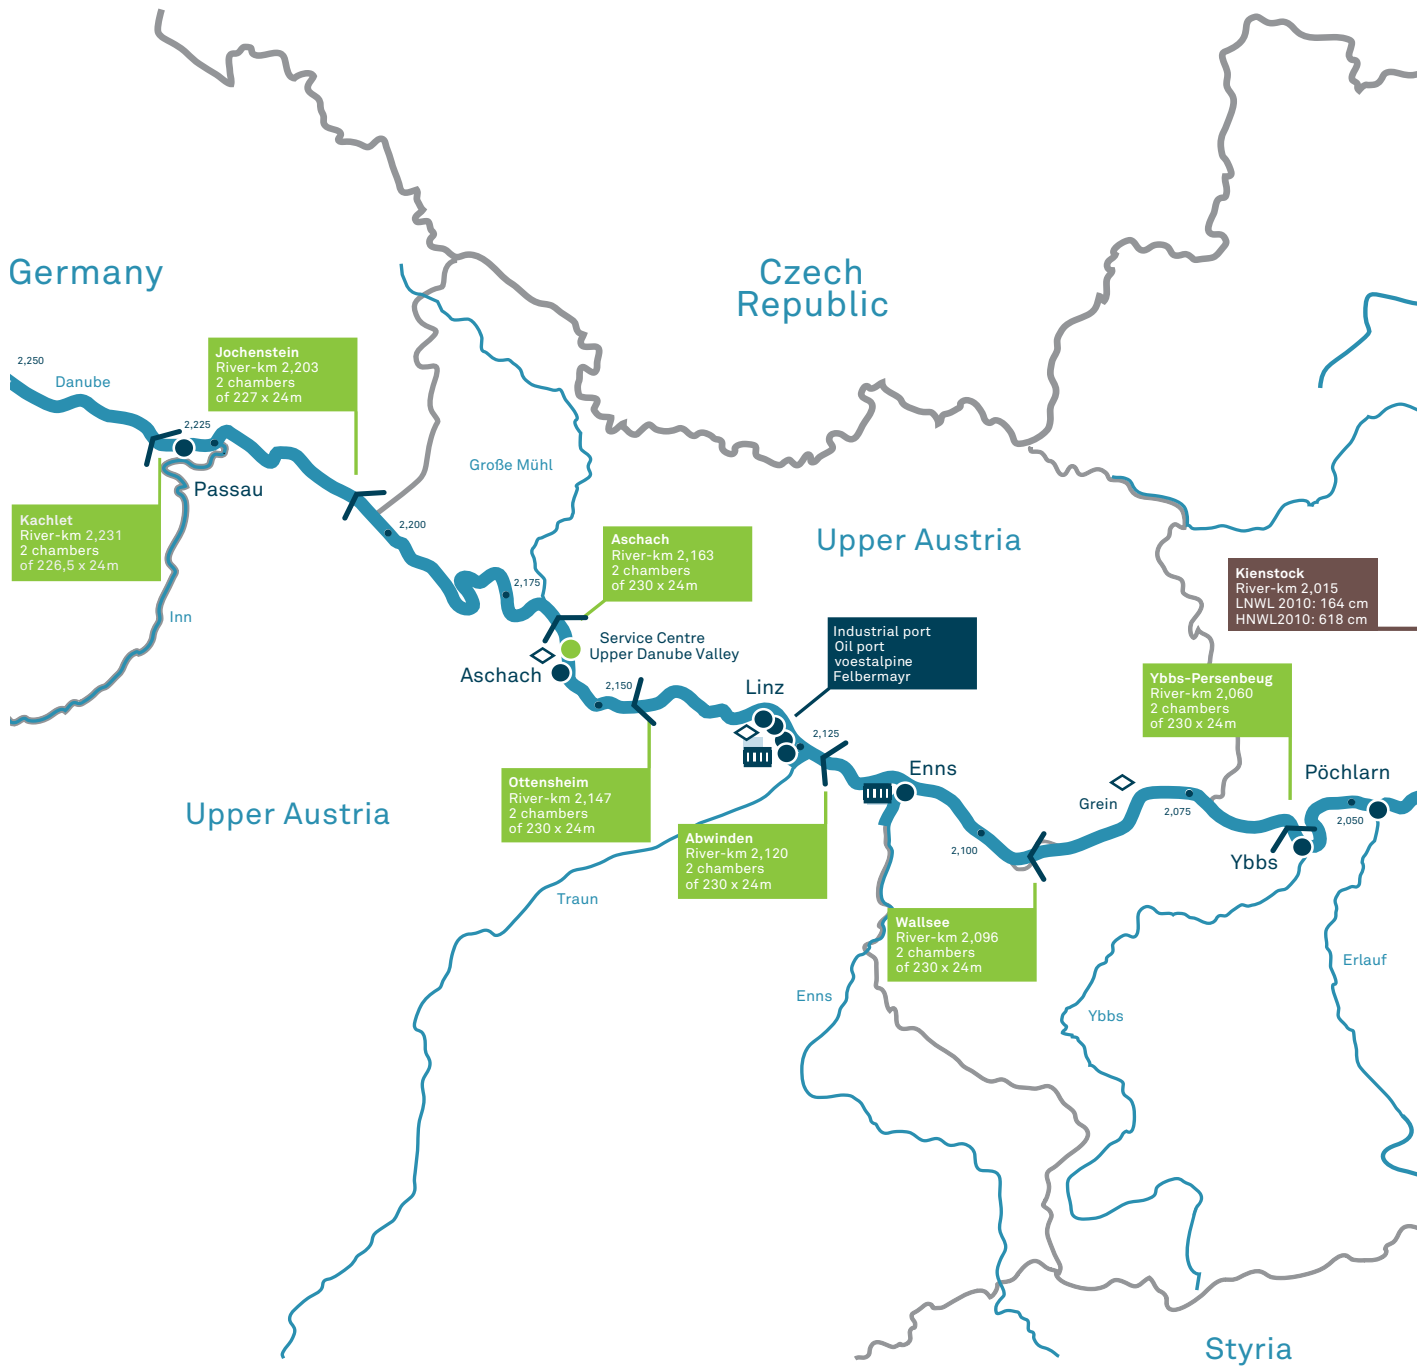 Germany
Czech
Republic
2,250
Danube
Jochenstein
River-km 2,203
2 chambers
of 227 x 24m
2,225
Passau
Große Mühl
Kachlet
River-km 2,231
2 chambers
of 226,5 x 24m
2,200
Inn
Aschach
River-km 2,163
2 chambers
of 230 x 24m
Upper Austria
2,175
Kienstock
River-km 2,015
LNWL 2010: 164 cm
HNWL2010: 618 cm
Service Centre
Upper Danube Valley
Aschach
Industrial port
Oil port
voestalpine
Felbermayr
2,150
Linz
Ybbs-Persenbeug
River-km 2,060
2 chambers
of 230 x 24m
2,125
Enns
Pöchlarn
Ottensheim
River-km 2,147
2 chambers
of 230 x 24m
Upper Austria
Grein
2,075
2,050
Abwinden
River-km 2,120
2 chambers
of 230 x 24m
2,100
Ybbs
Traun
Wallsee
River-km 2,096
2 chambers
of 230 x 24m
Erlauf
Enns
Ybbs
Styria